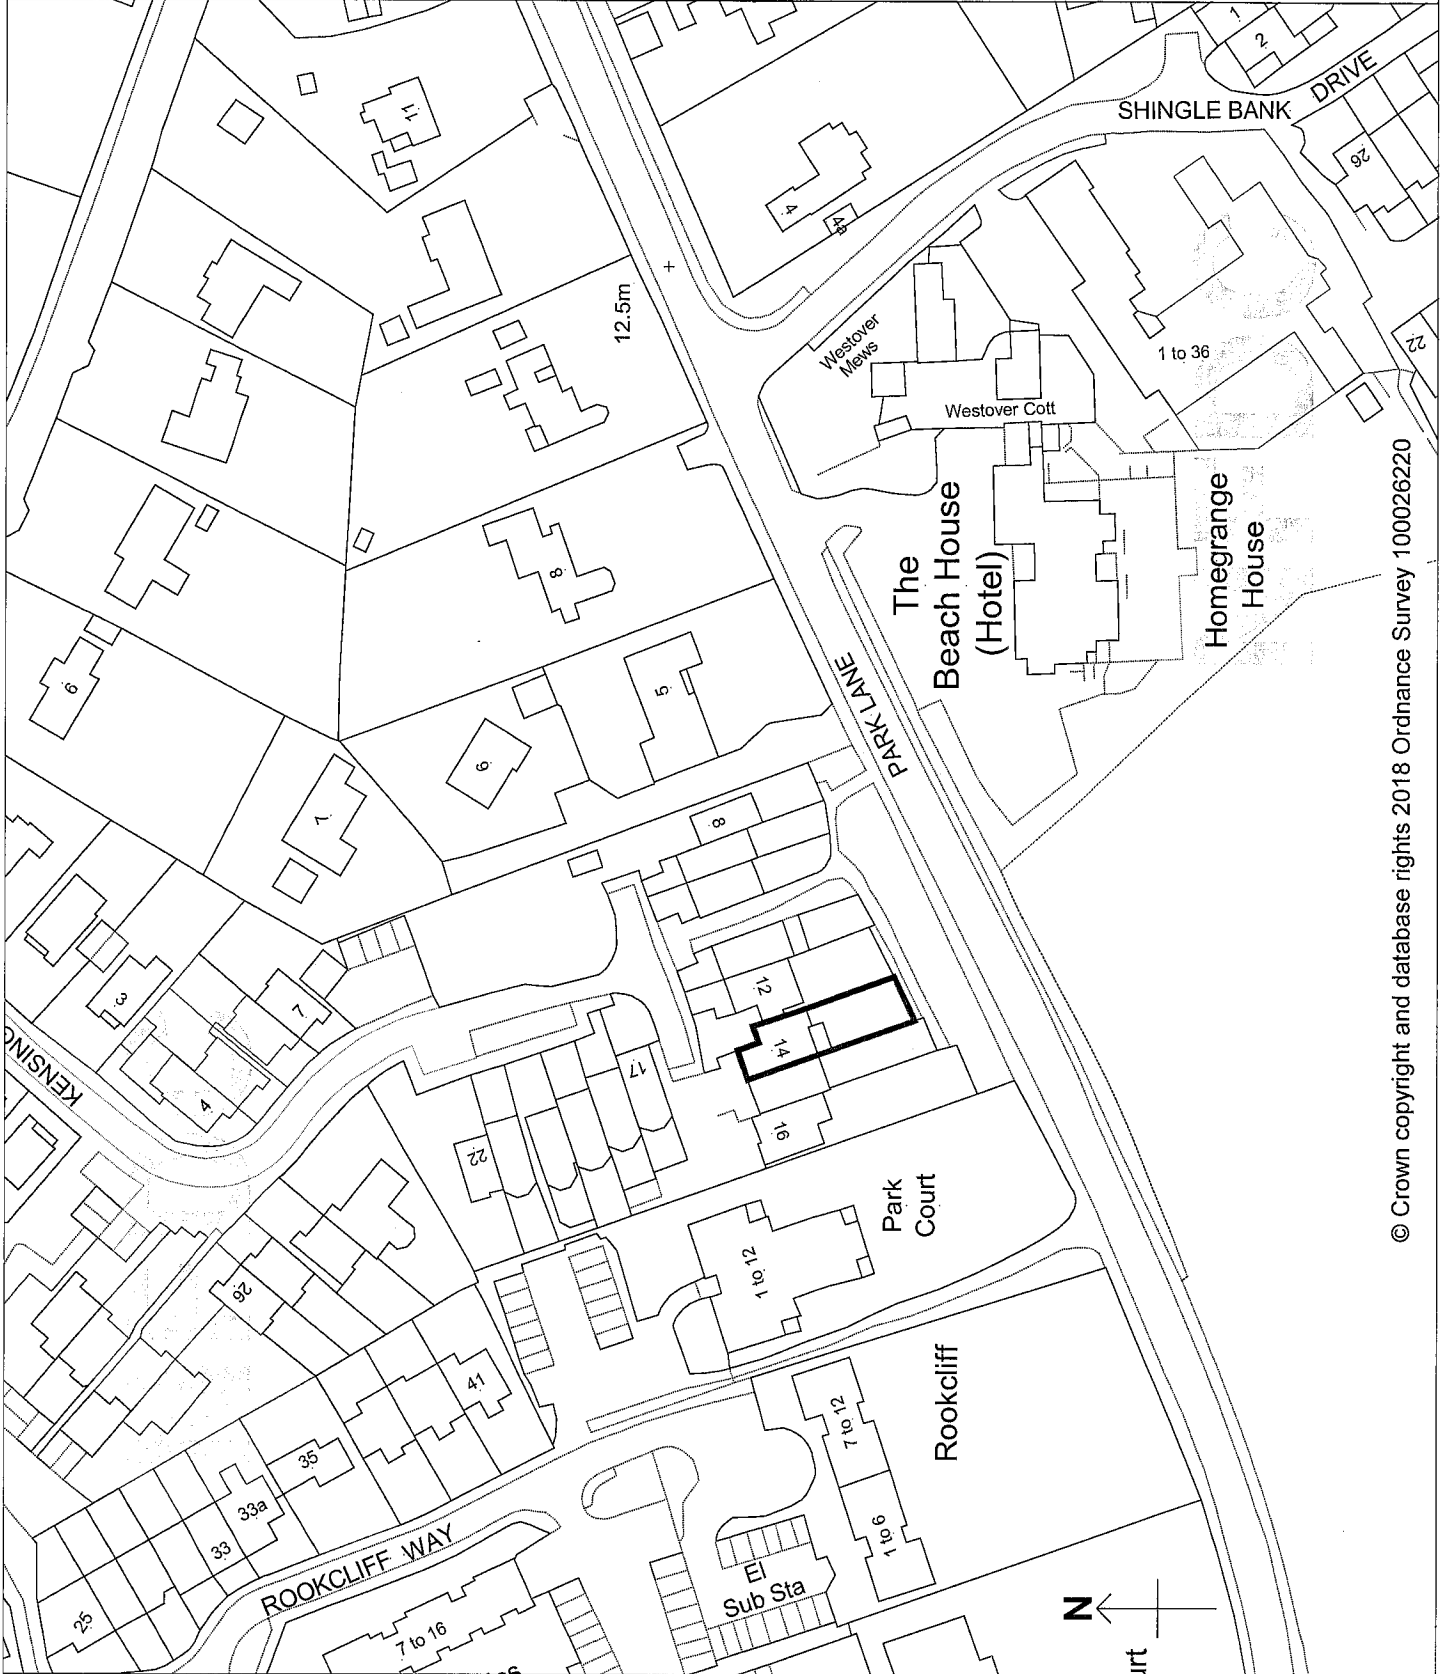 11
1
2
DRIVE
SHINGLE BANK
26
4
4a
12.5m
Westover
Mews
1 to 36
22
Westover Cott
The
Beach House
(Hotel)
Homegrange
House
8
9
5
6
7
PARK LANE
8
3
7
4
KENSING
12
14
16
17
22
Park
Court
1 to 12
26
41
35
33a
33
25
ROOKCLIFF WAY
7 to 16
El
Sub Sta
7 to 12
1 to 6
Rookcliff
N
urt
© Crown copyright and database rights 2018 Ordnance Survey 100026220